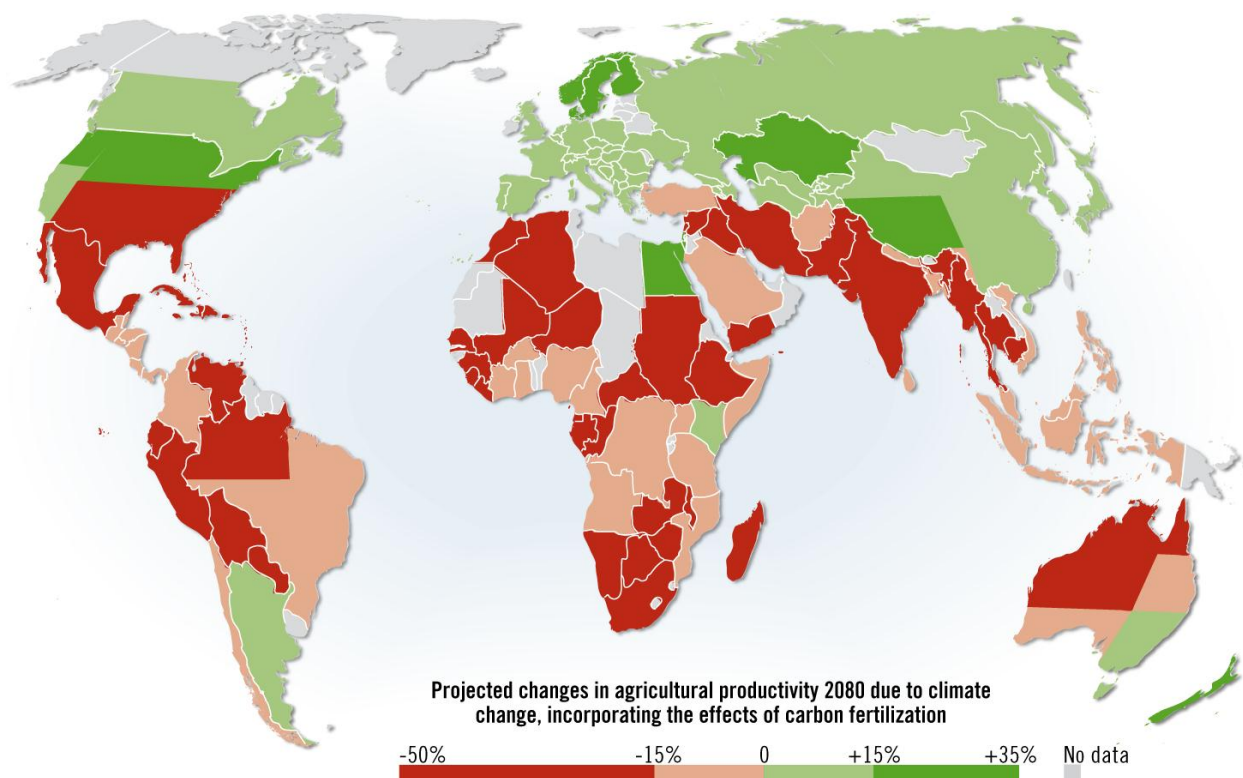 Projected changes in agricultural productivity 2080 due to climate
change, incorporating the effects of carbon fertilization
-50% -15% 0 +15% +35% No data